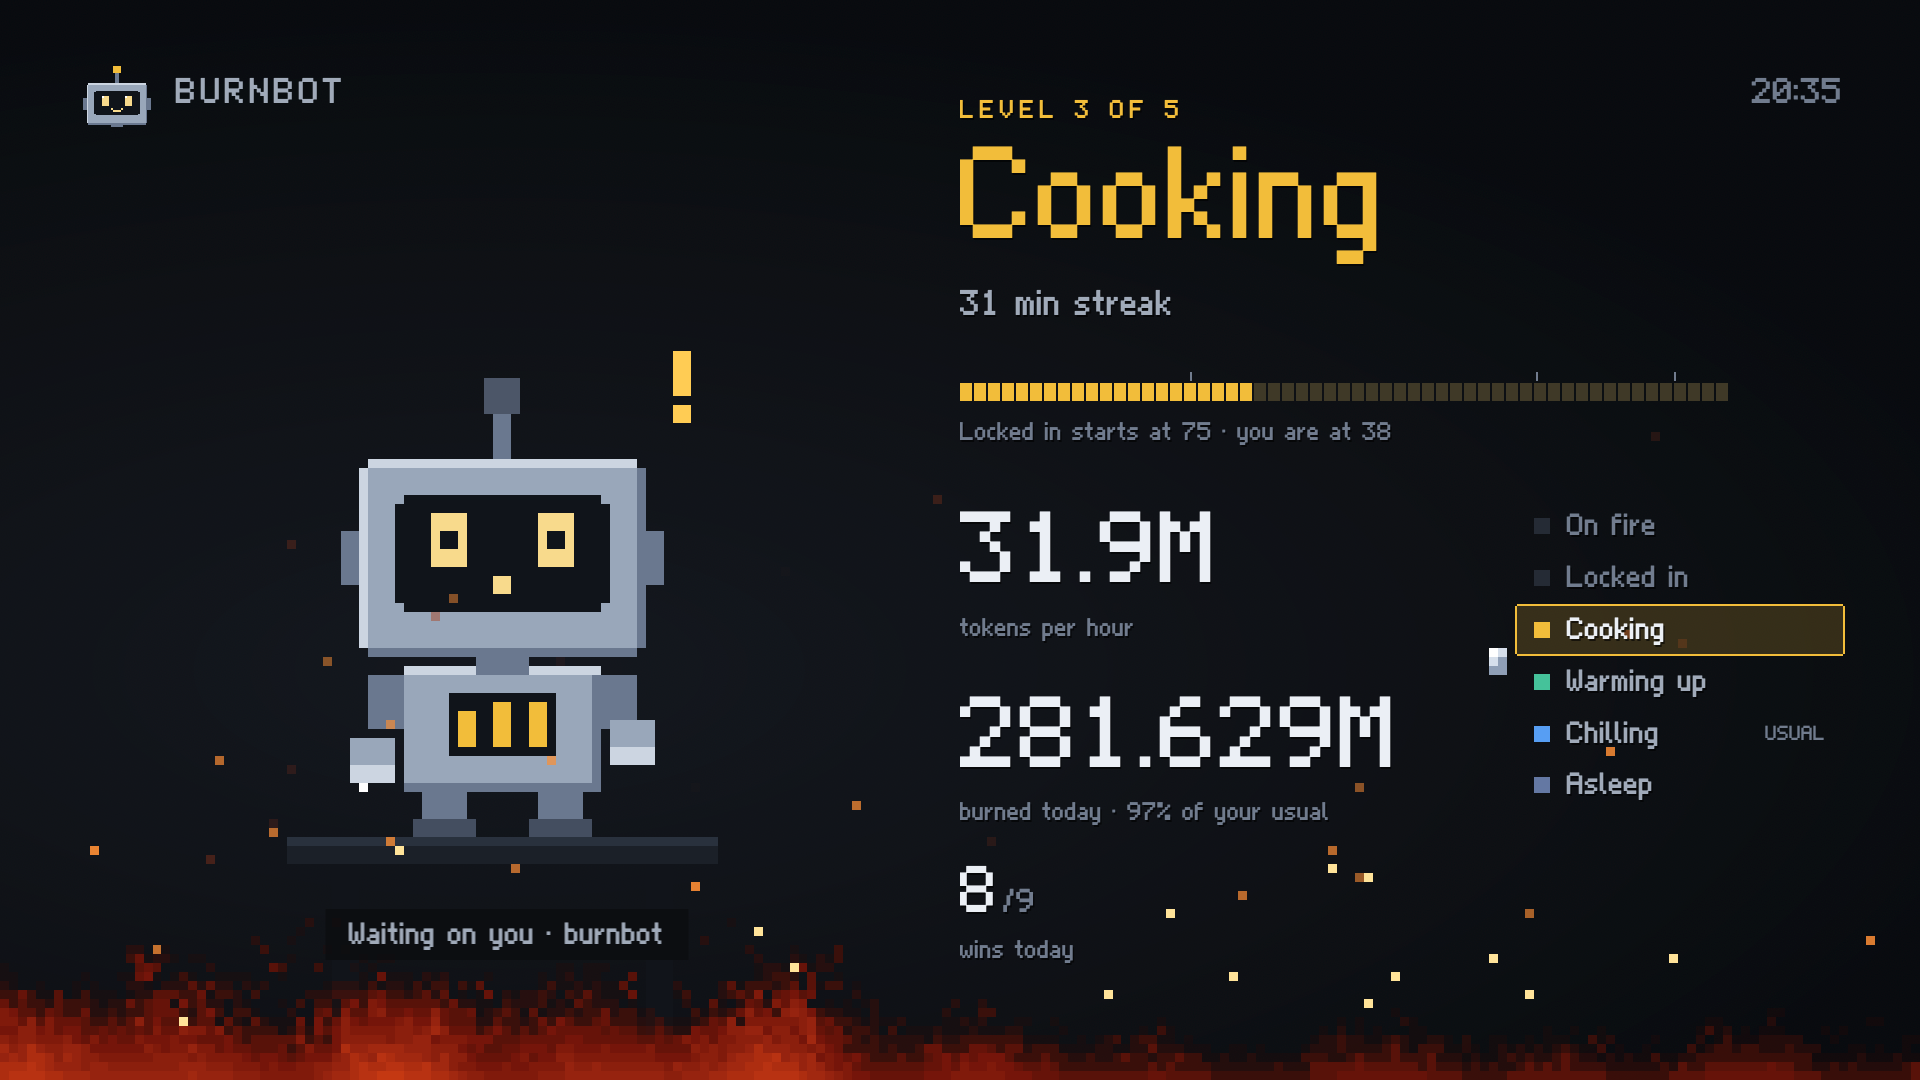 BURNBOT
20:35
LEVEL 3 OF 5
Cooking
31 min streak
Locked in starts at 75 · you are at 38
31.9M
tokens per hour
281.629M
burned today · 97% of your usual
8/9
wins today
On fire
Locked in
Cooking
Warming up
Chilling USUAL
Asleep
!
Waiting on you · burnbot